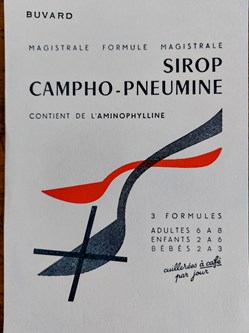 BUVARD
MAGISTRALE FORMULE MAGISTRALE
SIROP
CAMPHO-PNEUMINE
CONTIENT DE L'AMINOPHYLLINE
3 FORMULES
ADULTES 6 A 8
ENFANTS 2 A 6
BÉBÉS 2 A 3
cuillerées à café
par jour